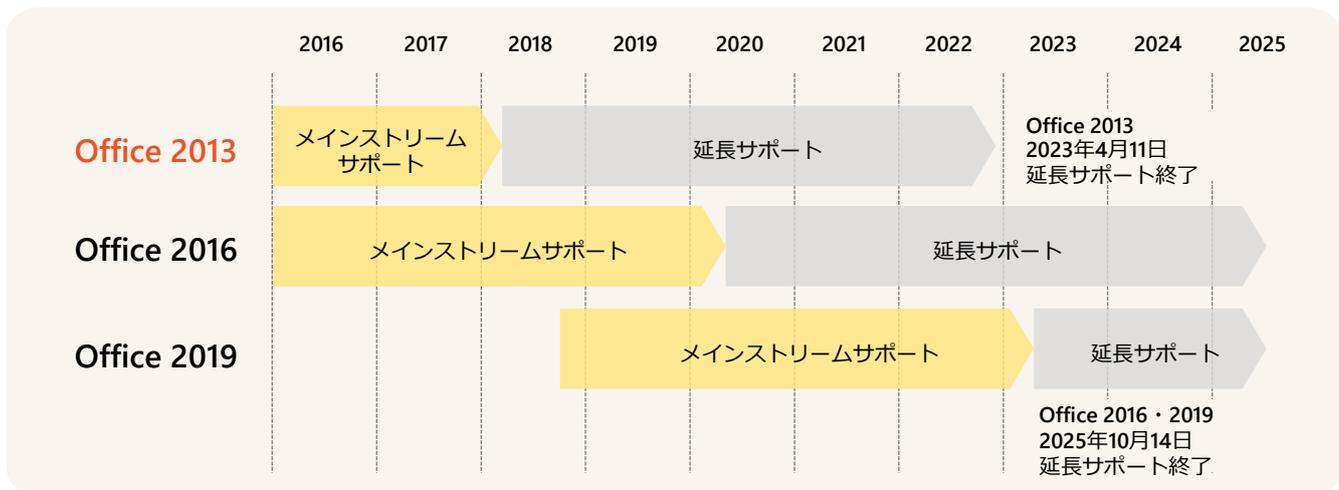 2016 2017 2018 2019 2020 2021 2022 2023 2024 2025
Office 2013
メインストリーム
サポート
延長サポート
Office 2013
2023年4月11日
延長サポート終了
Office 2016
メインストリームサポート
延長サポート
Office 2019
メインストリームサポート
延長サポート
Office 2016・2019
2025年10月14日
延長サポート終了